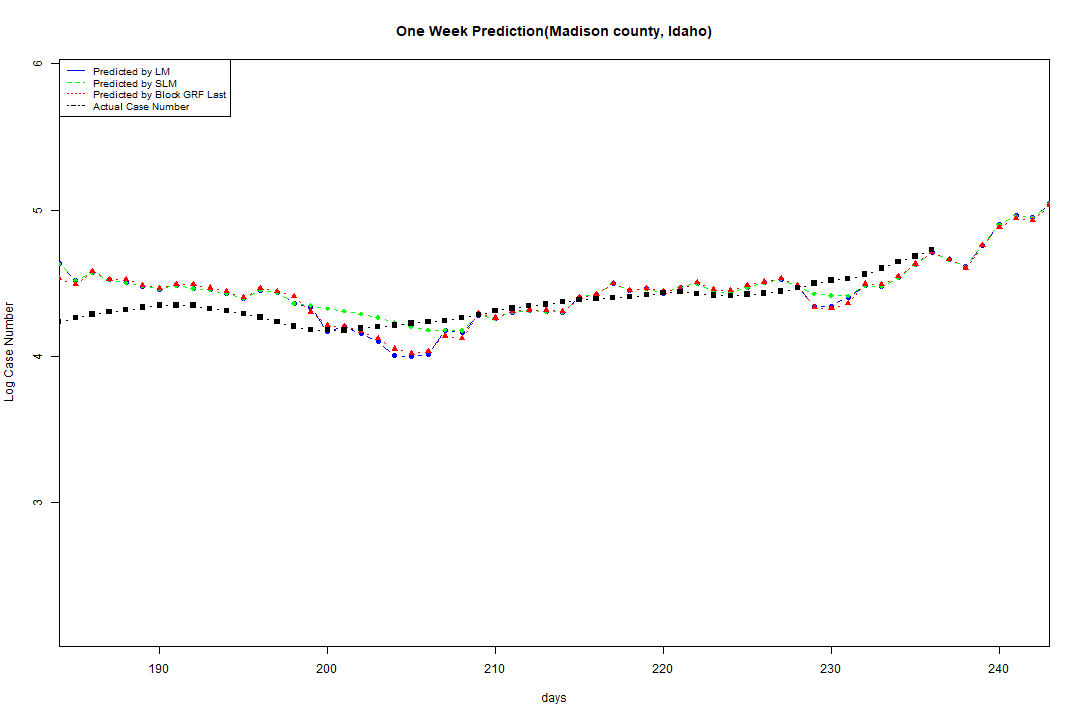 One Week Prediction(Madison county, Idaho)
Predicted by LM
Predicted by SLM
Predicted by Block GRF Last
Actual Case Number
6
5
4
3
Log Case Number
190 200 210 220 230 240
days